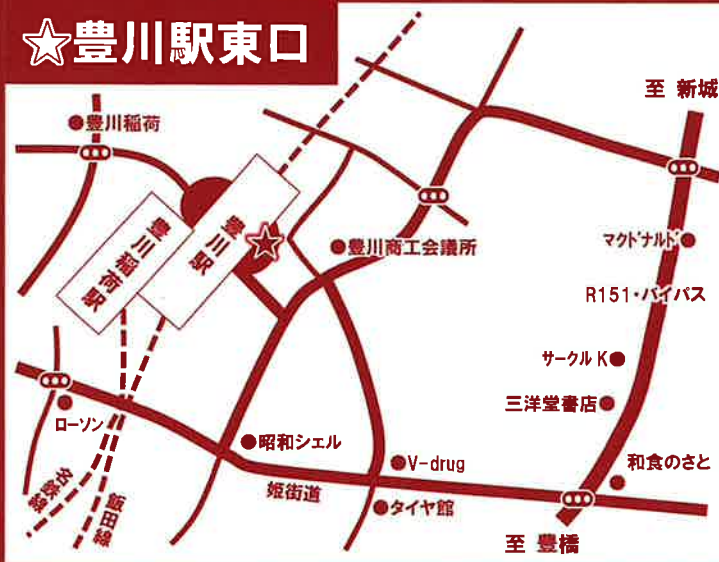 ☆豊川駅東口
至 新城
豊川稲荷
豊川稲荷駅
豊川駅
豊川商工会議所
マクドナルド
R151・バイパス
サークルK
三洋堂書店
ローソン
昭和シェル
V-drug
和食のさと
姫街道
タイヤ館
名鉄線
飯田線
至 豊橋